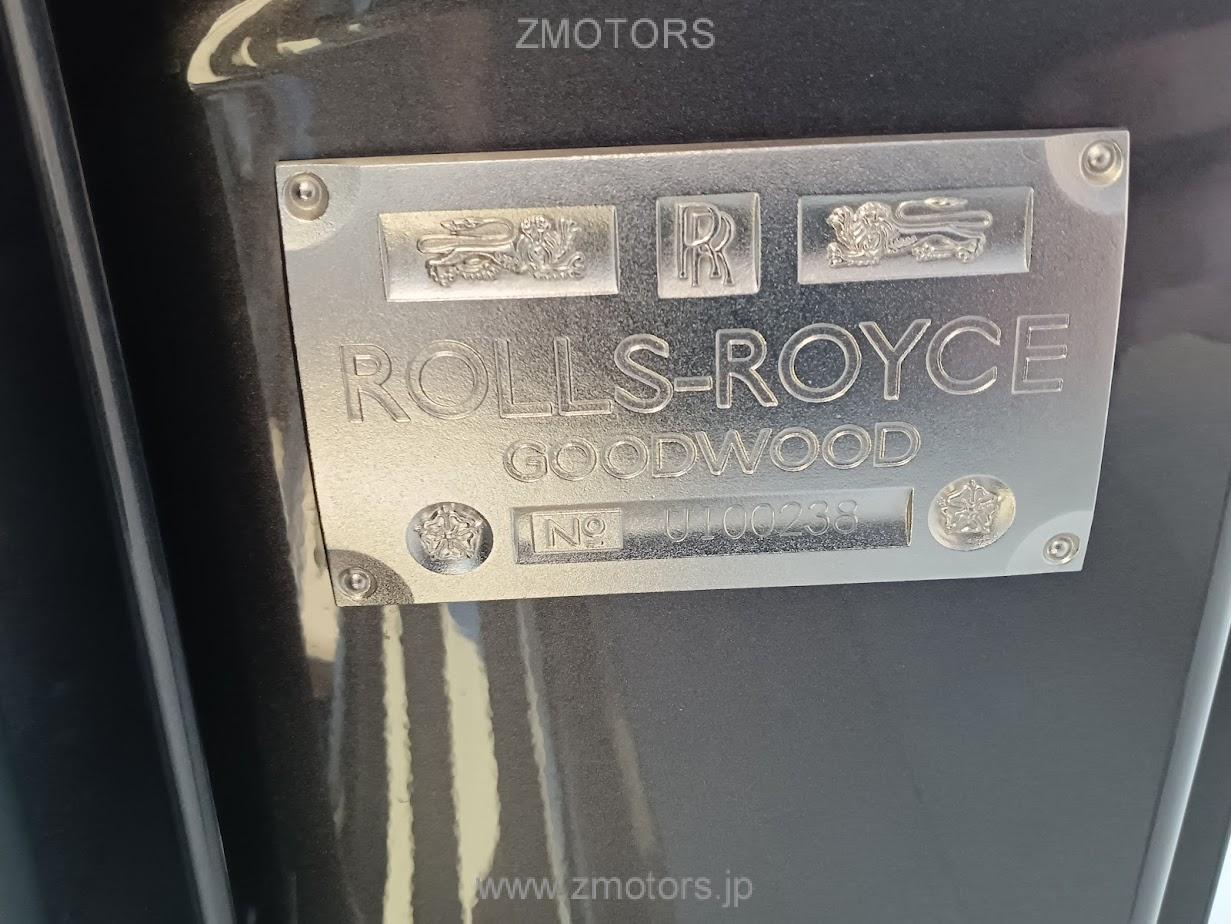 ZMOTORS
RR
ROLLS-ROYCE
GOODWOOD
Nº U100238
www.zmotors.jp